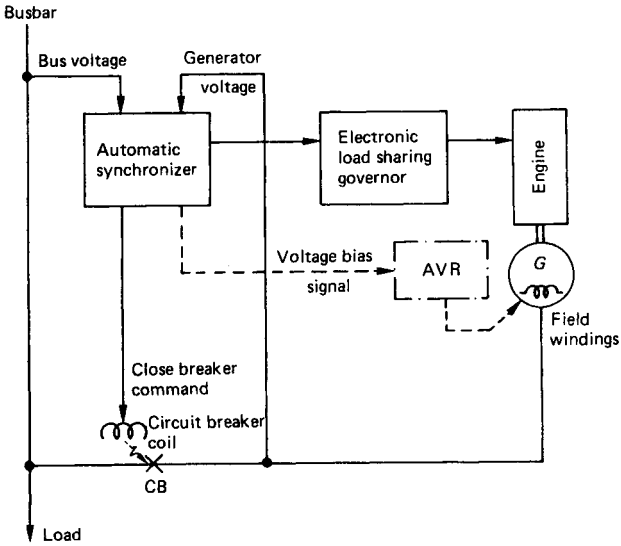 Busbar
Bus voltage
Generator
voltage
Automatic
synchronizer
Electronic
load sharing
governor
Engine
G
Voltage bias
signal
AVR
Field
windings
Close breaker
command
Circuit breaker
coil
CB
Load